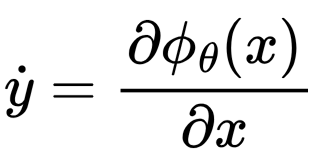 ẏ = ∂ϕ_θ(x) / ∂x